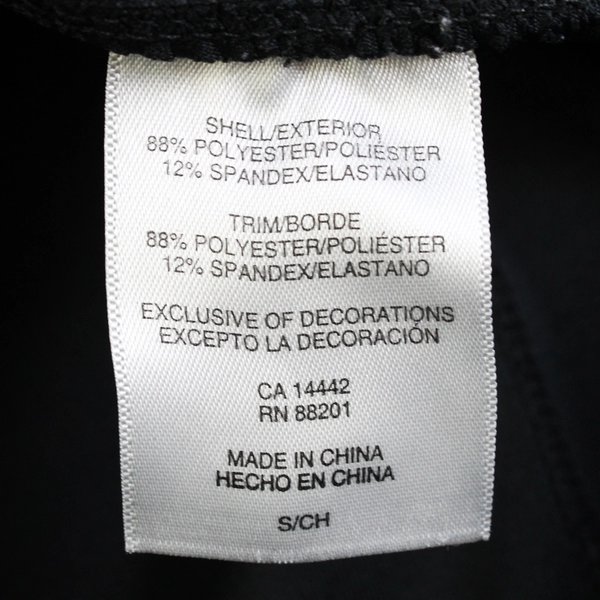 SHELL/EXTERIOR
88% POLYESTER/POLIÉSTER
12% SPANDEX/ELASTANO
TRIM/BORDE
88% POLYESTER/POLIÉSTER
12% SPANDEX/ELASTANO
EXCLUSIVE OF DECORATIONS
EXCEPTO LA DECORACIÓN
CA 14442
RN 88201
MADE IN CHINA
HECHO EN CHINA
S/CH